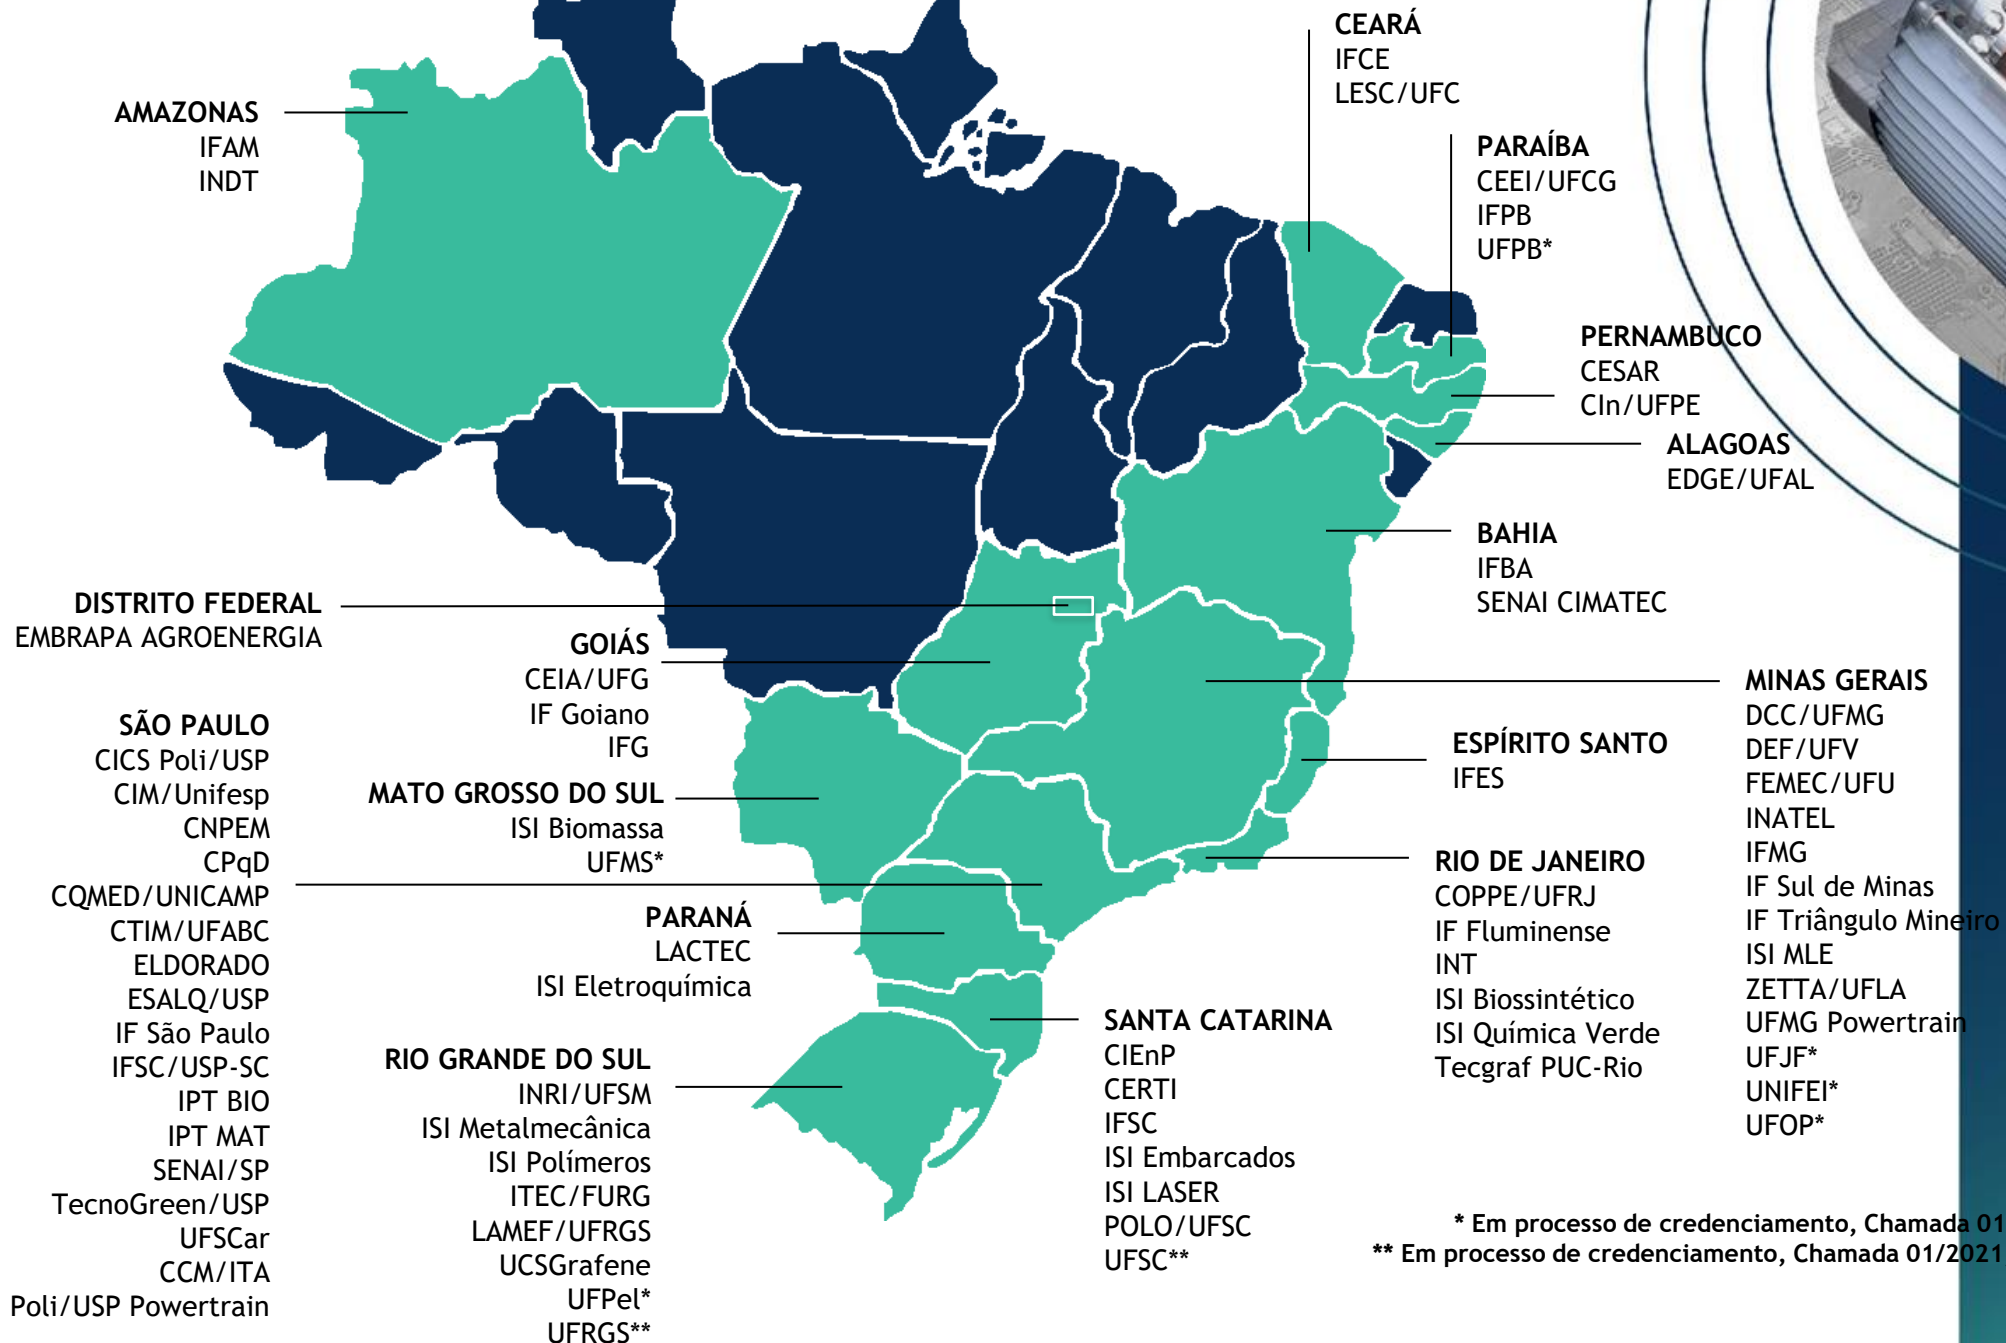 CEARÁ
IFCE
LESC/UFC
AMAZONAS
IFAM
INDT
PARAÍBA
CEEI/UFCG
IFPB
UFPB*
PERNAMBUCO
CESAR
CIn/UFPE
ALAGOAS
EDGE/UFAL
BAHIA
IFBA
SENAI CIMATEC
DISTRITO FEDERAL
EMBRAPA AGROENERGIA
GOIÁS
CEIA/UFG
IF Goiano
IFG
MINAS GERAIS
DCC/UFMG
DEF/UFV
FEMEC/UFU
INATEL
IFMG
IF Sul de Minas
IF Triângulo Mineiro
ISI MLE
ZETTA/UFLA
UFMG Powertrain
UFJF*
UNIFEI*
UFOP*
SÃO PAULO
CICS Poli/USP
CIM/Unifesp
CNPEM
CPqD
CQMED/UNICAMP
CTIM/UFABC
ELDORADO
ESALQ/USP
IF São Paulo
IFSC/USP-SC
IPT BIO
IPT MAT
SENAI/SP
TecnoGreen/USP
UFSCar
CCM/ITA
Poli/USP Powertrain
ESPÍRITO SANTO
IFES
MATO GROSSO DO SUL
ISI Biomassa
UFMS*
RIO DE JANEIRO
COPPE/UFRJ
IF Fluminense
INT
ISI Biossintético
ISI Química Verde
Tecgraf PUC-Rio
PARANÁ
LACTEC
ISI Eletroquímica
SANTA CATARINA
CIEnP
CERTI
IFSC
ISI Embarcados
ISI LASER
POLO/UFSC
UFSC**
RIO GRANDE DO SUL
INRI/UFSM
ISI Metalmecânica
ISI Polímeros
ITEC/FURG
LAMEF/UFRGS
UCSGrafene
UFPel*
UFRGS**
* Em processo de credenciamento, Chamada 01
** Em processo de credenciamento, Chamada 01/2021